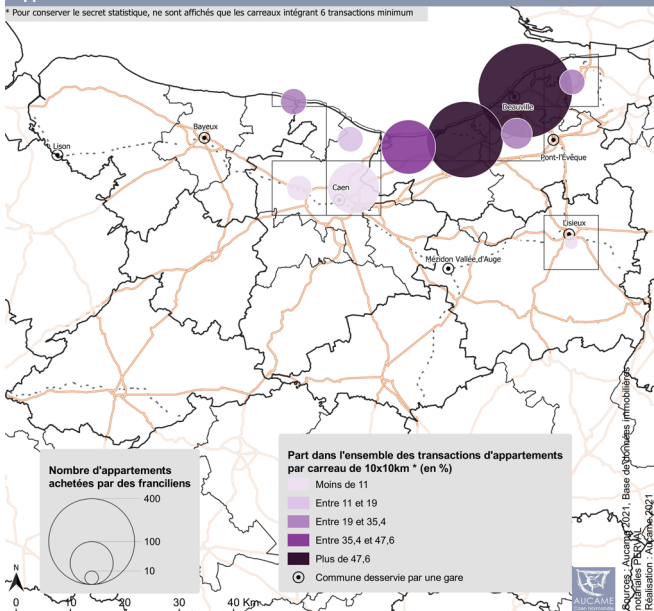 * Pour conserver le secret statistique, ne sont affichés que les carreaux intégrant 6 transactions minimum
Deauville
Bayeux
Lison
Pont-l'Évêque
Caen
Lisieux
Mézidon Vallée d'Auge
Nombre d'appartements
achetées par des franciliens
400
100
10
Part dans l'ensemble des transactions d'appartements
par carreau de 10x10km * (en %)
Moins de 11
Entre 11 et 19
Entre 19 et 35,4
Entre 35,4 et 47,6
Plus de 47,6
Commune desservie par une gare
N
0 10 20 30 40 Km
AUCAME
Caen Normandie
Sources : Aucame 2021, Base de données immobilières
notariales PERVAL
Réalisation : Aucame 2021